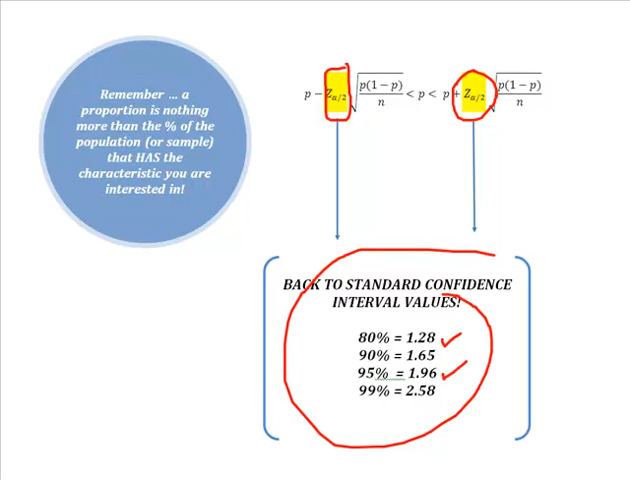 Remember ... a
proportion is nothing
more than the % of the
population (or sample)
that HAS the
characteristic you are
interested in!
p − Z_{α/2} √(p(1−p)/n) < p < p + Z_{α/2} √(p(1−p)/n)
BACK TO STANDARD CONFIDENCE
INTERVAL VALUES!
80% = 1.28
90% = 1.65
95% = 1.96
99% = 2.58